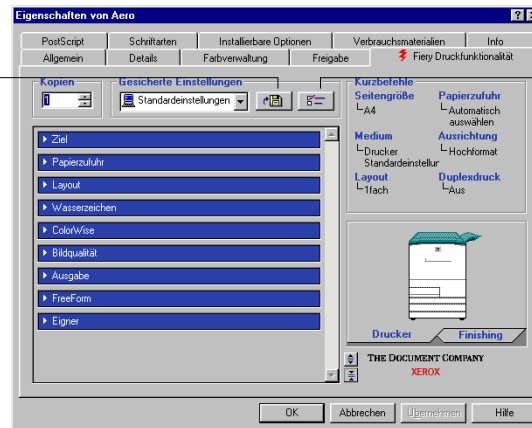 Eigenschaften von Aero
PostScript
Schriftarten
Installierbare Optionen
Verbrauchsmaterialien
Info
Allgemein
Details
Farbverwaltung
Freigabe
Fiery Druckfunktionalität
Kopien
1
Gesicherte Einstellungen
Standardeinstellungen
Ziel
Papierzufuhr
Layout
Wasserzeichen
ColorWise
Bildqualität
Ausgabe
FreeForm
Eigner
Kurzbefehle
Seitengröße
A4
Papierzufuhr
Automatisch
auswählen
Medium
Drucker
Standardeinstellur
Ausrichtung
Hochformat
Layout
1fach
Duplexdruck
Aus
Drucker
Finishing
THE DOCUMENT COMPANY
XEROX
OK
Abbrechen
Übernehmen
Hilfe